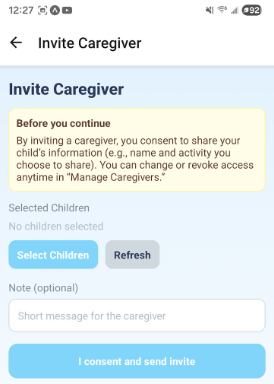 12:27
92
Invite Caregiver
Invite Caregiver
Before you continue
By inviting a caregiver, you consent to share your
child's information (e.g., name and activity you
choose to share). You can change or revoke access
anytime in “Manage Caregivers.”
Selected Children
No children selected
Select Children Refresh
Note (optional)
Short message for the caregiver
I consent and send invite